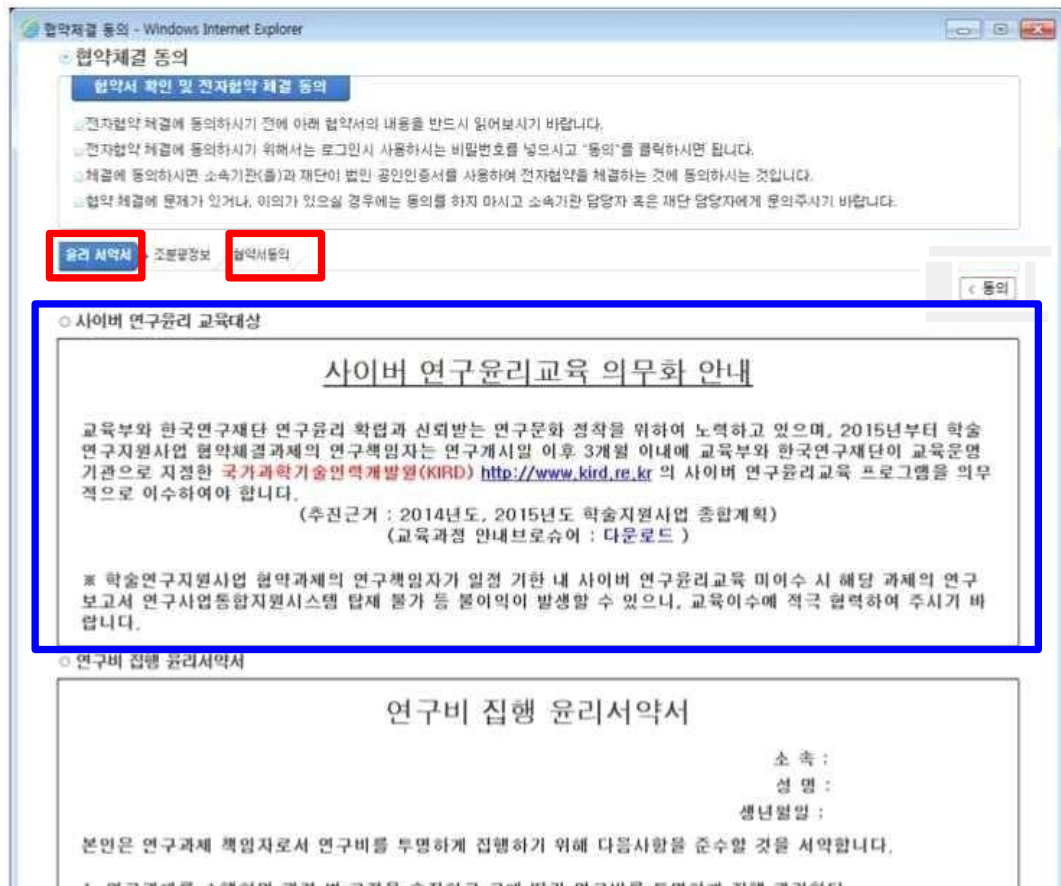 협약체결 동의 - Windows Internet Explorer
협약체결 동의
협약서 확인 및 전자협약 체결 동의
전자협약 체결에 동의하시기 전에 아래 협약서의 내용을 반드시 읽어보시기 바랍니다.
전자협약 체결에 동의하시기 위해서는 로그인시 사용하시는 비밀번호를 넣으시고 "동의"를 클릭하시면 됩니다.
체결에 동의하시면 소속기관(을)과 재단이 법인 공인인증서를 사용하여 전자협약을 체결하는 것에 동의하시는 것입니다.
협약 체결에 문제가 있거나, 이의가 있으실 경우에는 동의를 하지 마시고 소속기관 담당자 혹은 재단 담당자에게 문의주시기 바랍니다.
윤리 서약서 조분평정보 협약서동의
< 동의
사이버 연구윤리 교육대상
사이버 연구윤리교육 의무화 안내
교육부와 한국연구재단 연구윤리 확립과 신뢰받는 연구문화 정착을 위하여 노력하고 있으며, 2015년부터 학술
연구지원사업 협약체결과제의 연구책임자는 연구개시일 이후 3개월 이내에 교육부와 한국연구재단이 교육운영
기관으로 지정한 국가과학기술인력개발원(KIRD) http://www.kird.re.kr 의 사이버 연구윤리교육 프로그램을 의무
적으로 이수하여야 합니다.
(추진근거 : 2014년도, 2015년도 학술지원사업 종합계획)
(교육과정 안내브로슈어 : 다운로드 )
※ 학술연구지원사업 협약과제의 연구책임자가 일정 기한 내 사이버 연구윤리교육 미이수 시 해당 과제의 연구
보고서 연구사업통합지원시스템 탑재 불가 등 불이익이 발생할 수 있으니, 교육이수에 적극 협력하여 주시기 바
랍니다.
연구비 집행 윤리서약서
연구비 집행 윤리서약서
소 속 :
성 명 :
생년월일 :
본인은 연구과제 책임자로서 연구비를 투명하게 집행하기 위해 다음사항을 준수할 것을 서약합니다.